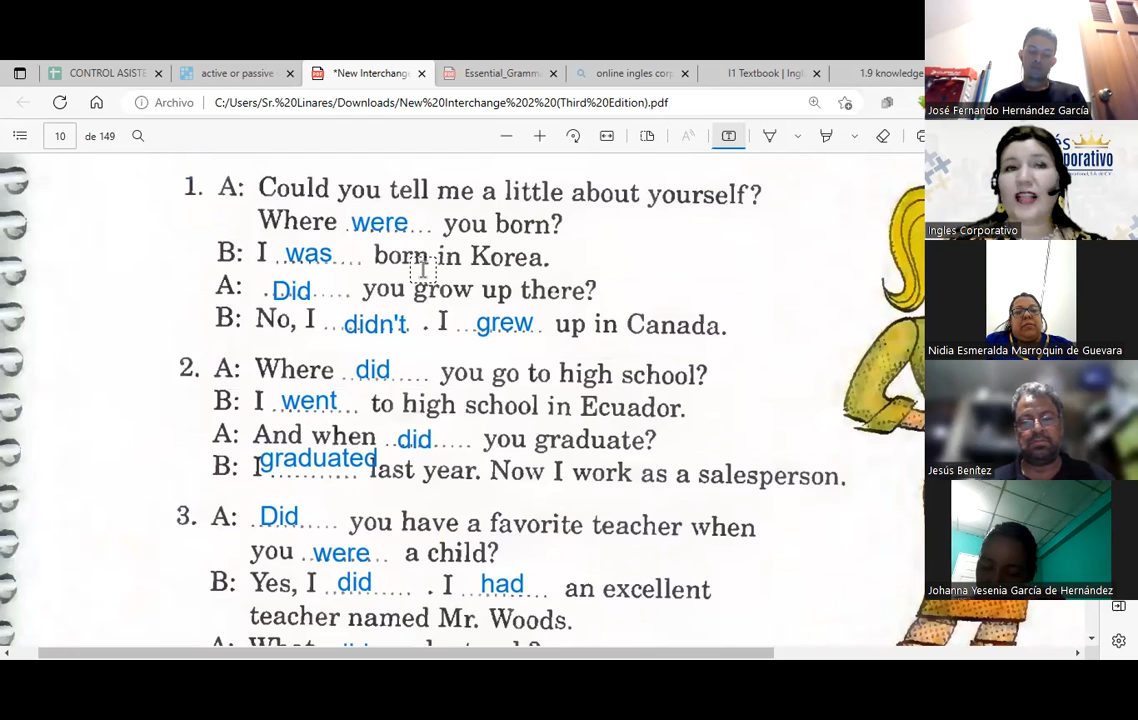 CONTROL ASISTE
active or passive
*New Interchange
Essential_Gramm
online ingles corp
I1 Textbook | Ingl
1.9 knowledge
Archivo
C:/Users/Sr.%20Linares/Downloads/New%20Interchange%202%20(Third%20Edition).pdf
10 de 149
1. A: Could you tell me a little about yourself?
Where were you born?
B: I was born in Korea.
A: Did you grow up there?
B: No, I didn't . I grew up in Canada.
2. A: Where did you go to high school?
B: I went to high school in Ecuador.
A: And when did you graduate?
B: I graduated last year. Now I work as a salesperson.
3. A: Did you have a favorite teacher when
you were a child?
B: Yes, I did . I had an excellent
teacher named Mr. Woods.
José Fernando Hernández García
és
rporativo
Ingles Corporativo
Nidia Esmeralda Marroquin de Guevara
Jesús Benítez
Johanna Yesenia García de Hernández